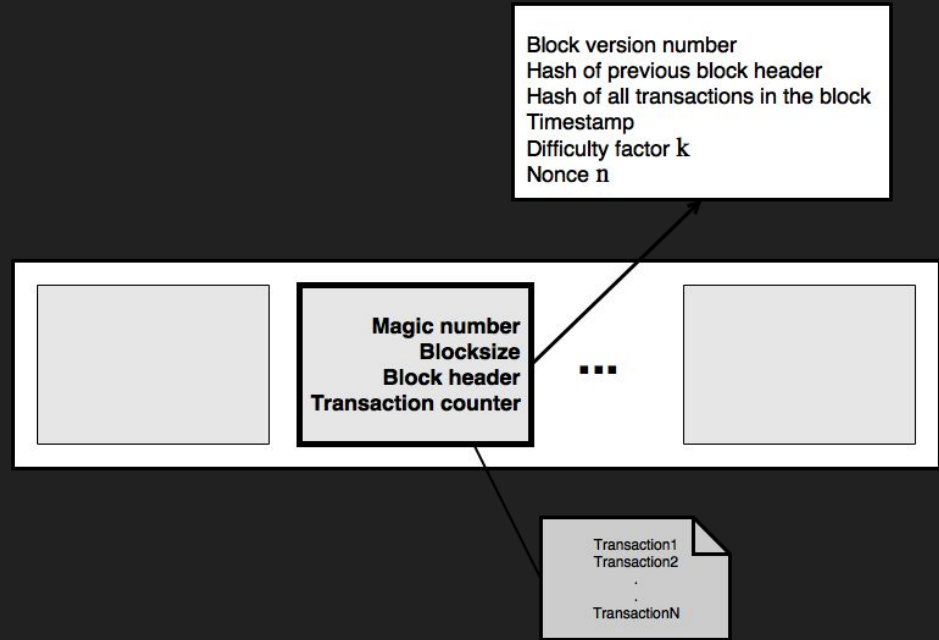 Block version number
Hash of previous block header
Hash of all transactions in the block
Timestamp
Difficulty factor k
Nonce n
Magic number
Blocksize
Block header
Transaction counter
...
Transaction1
Transaction2
.
.
TransactionN